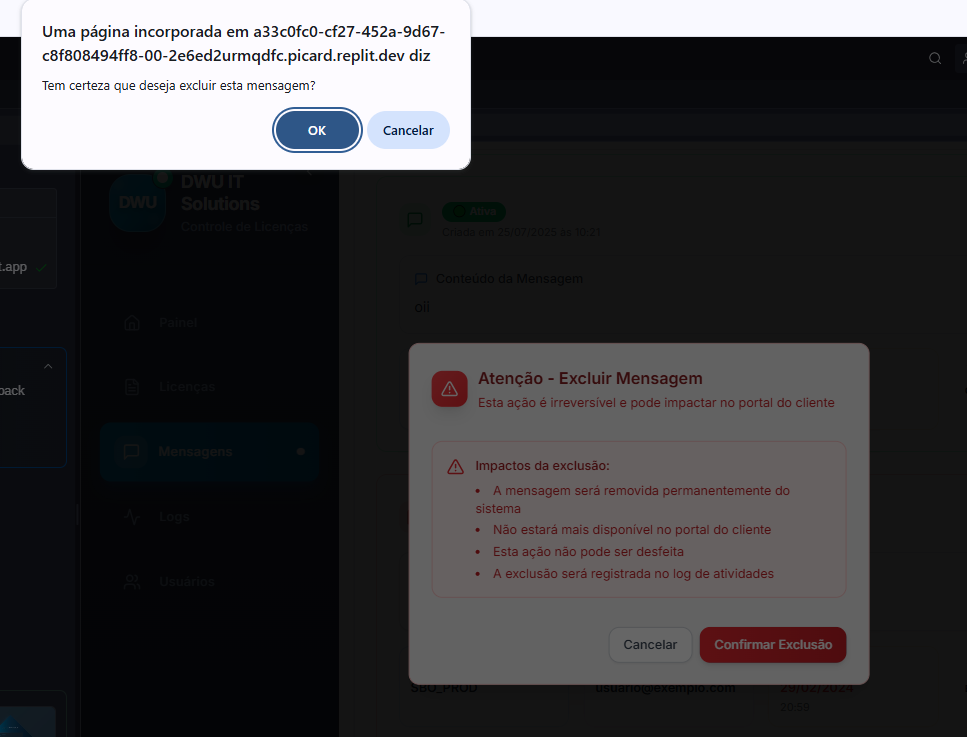 Uma página incorporada em a33c0fc0-cf27-452a-9d67-
c8f808494ff8-00-2e6ed2urmqdfc.picard.replit.dev diz
Tem certeza que deseja excluir esta mensagem?
OK
Cancelar
DWU
DWU IT
Solutions
Controle de Licenças
t.app
back
Painel
Licenças
Mensagens
Logs
Usuários
Ativa
Criada em 25/07/2025 às 10:21
Conteúdo da Mensagem
oii
Atenção - Excluir Mensagem
Esta ação é irreversível e pode impactar no portal do cliente
Impactos da exclusão:
• A mensagem será removida permanentemente do
sistema
• Não estará mais disponível no portal do cliente
• Esta ação não pode ser desfeita
• A exclusão será registrada no log de atividades
Cancelar
Confirmar Exclusão
SBO_PROD
usuario@exemplo.com
29/02/2024
20:59